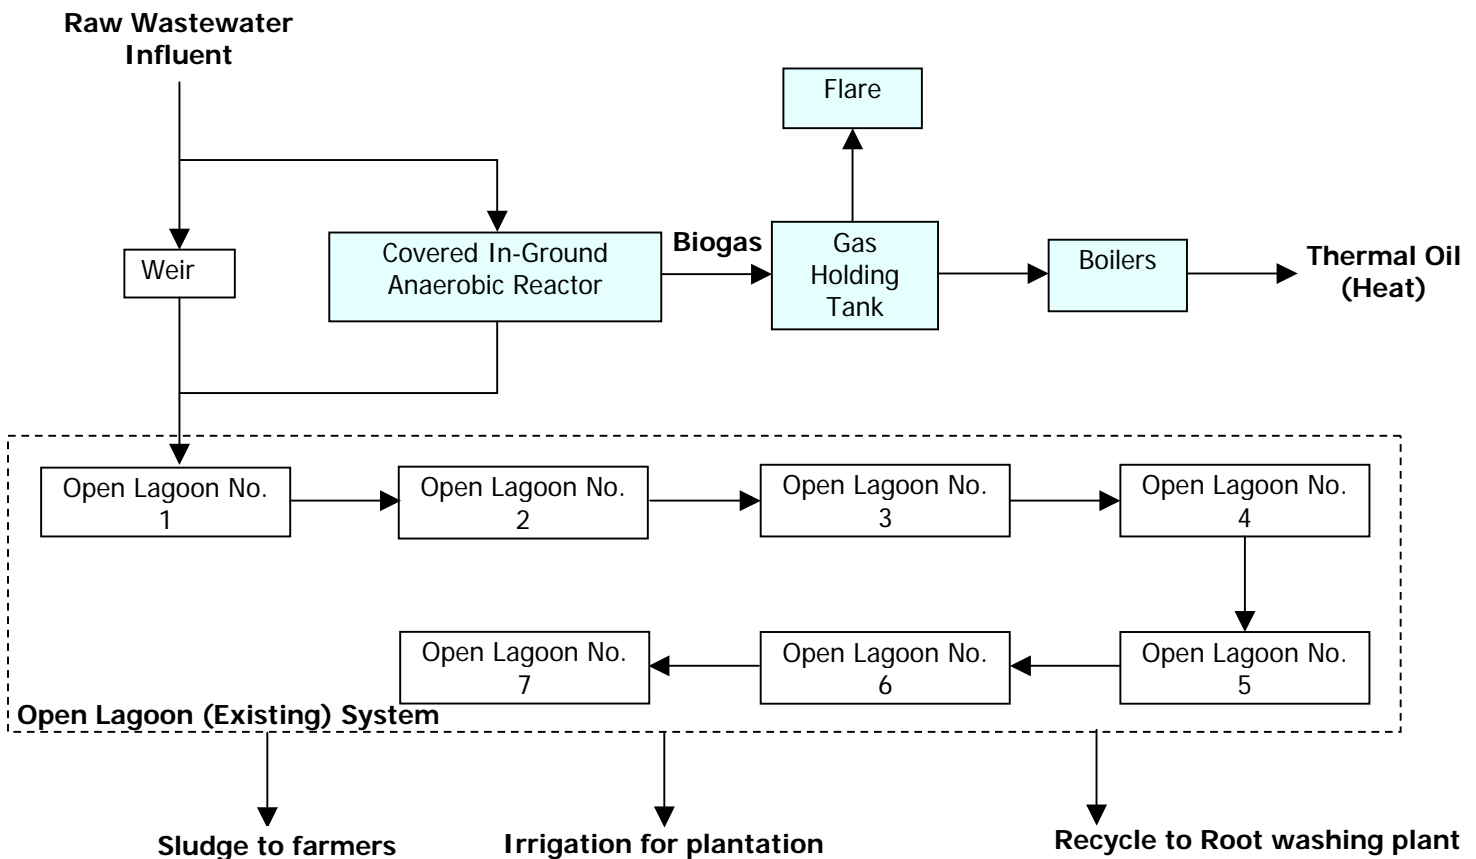 Raw Wastewater
Influent
Flare
Weir
Covered In-Ground
Anaerobic Reactor
Biogas
Gas
Holding
Tank
Boilers
Thermal Oil
(Heat)
Open Lagoon No.
1
Open Lagoon No.
2
Open Lagoon No.
3
Open Lagoon No.
4
Open Lagoon No.
7
Open Lagoon No.
6
Open Lagoon No.
5
Open Lagoon (Existing) System
Sludge to farmers
Irrigation for plantation
Recycle to Root washing plant